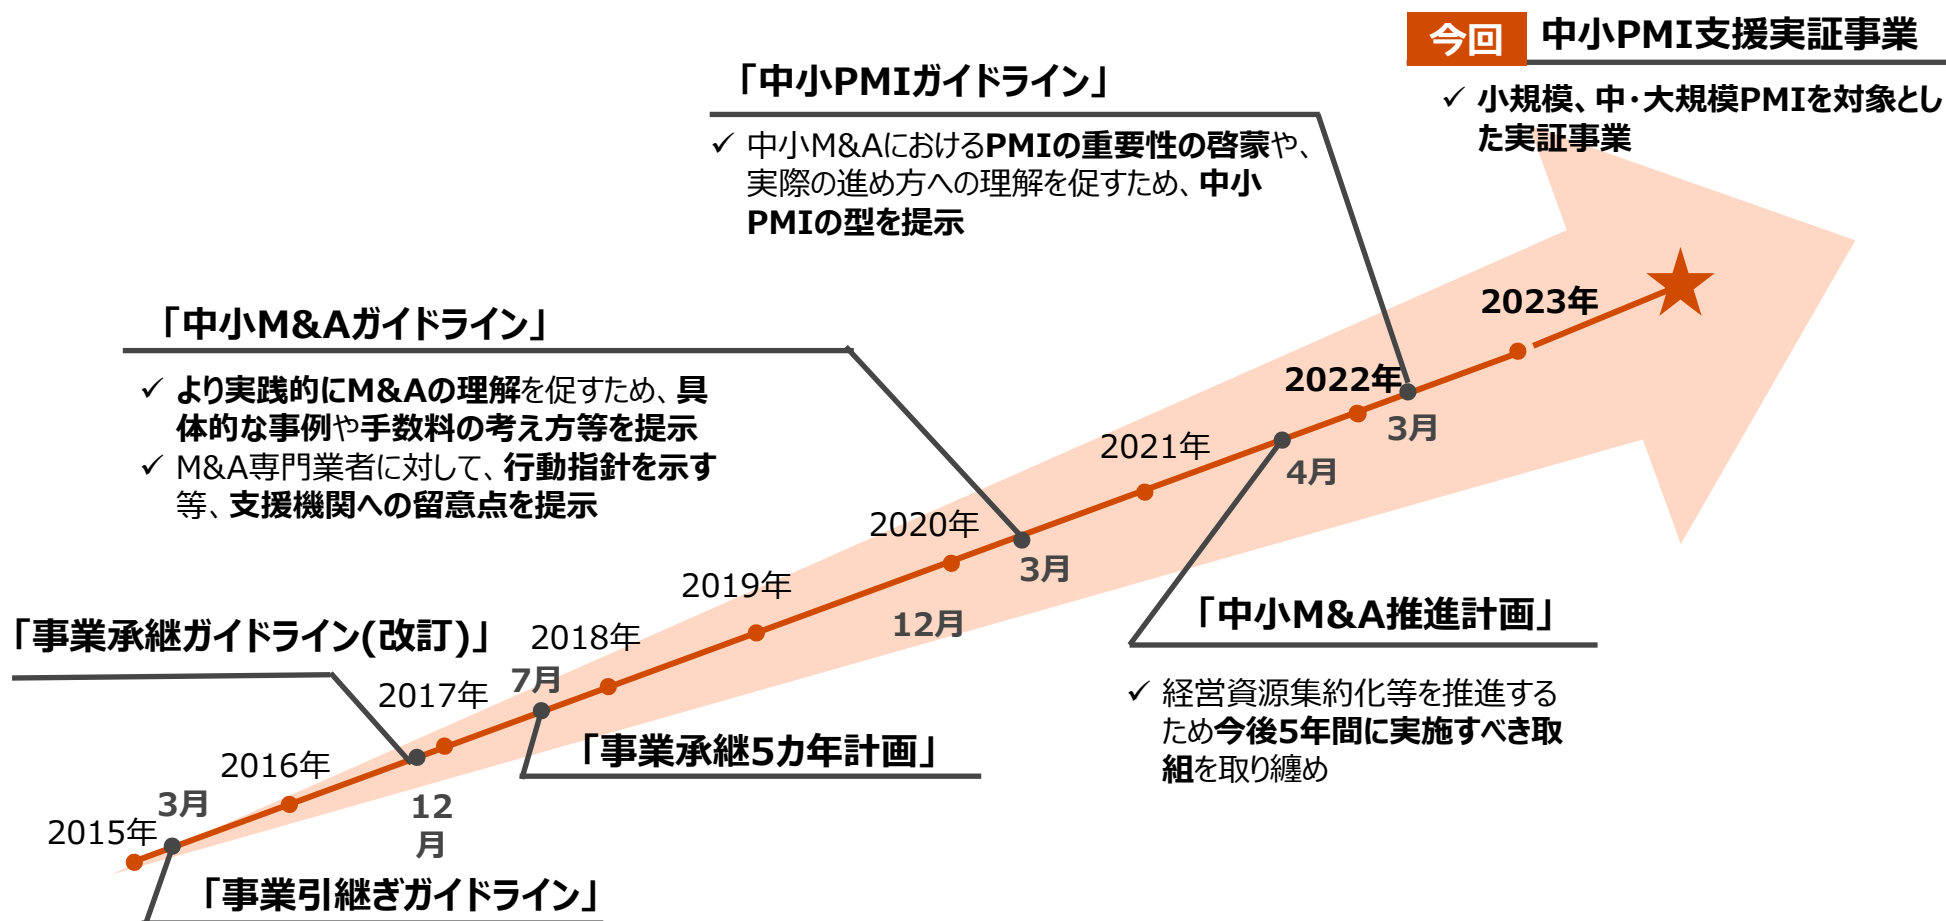 今回 中小PMI支援実証事業
✓ 小規模、中・大規模PMIを対象とし
た実証事業
「中小PMIガイドライン」
✓ 中小M&AにおけるPMIの重要性の啓蒙や、
実際の進め方への理解を促すため、中小
PMIの型を提示
2023年
「中小M&Aガイドライン」
✓ より実践的にM&Aの理解を促すため、具
体的な事例や手数料の考え方等を提示
✓ M&A専門業者に対して、行動指針を示す
等、支援機関への留意点を提示
2022年
3月
2021年
4月
2020年
3月
2019年
12月
「中小M&A推進計画」
✓ 経営資源集約化等を推進する
ため今後5年間に実施すべき取
組を取り纏め
「事業承継ガイドライン(改訂)」
2018年
7月
2017年
「事業承継5カ年計画」
2016年
12
月
3月
2015年
「事業引継ぎガイドライン」